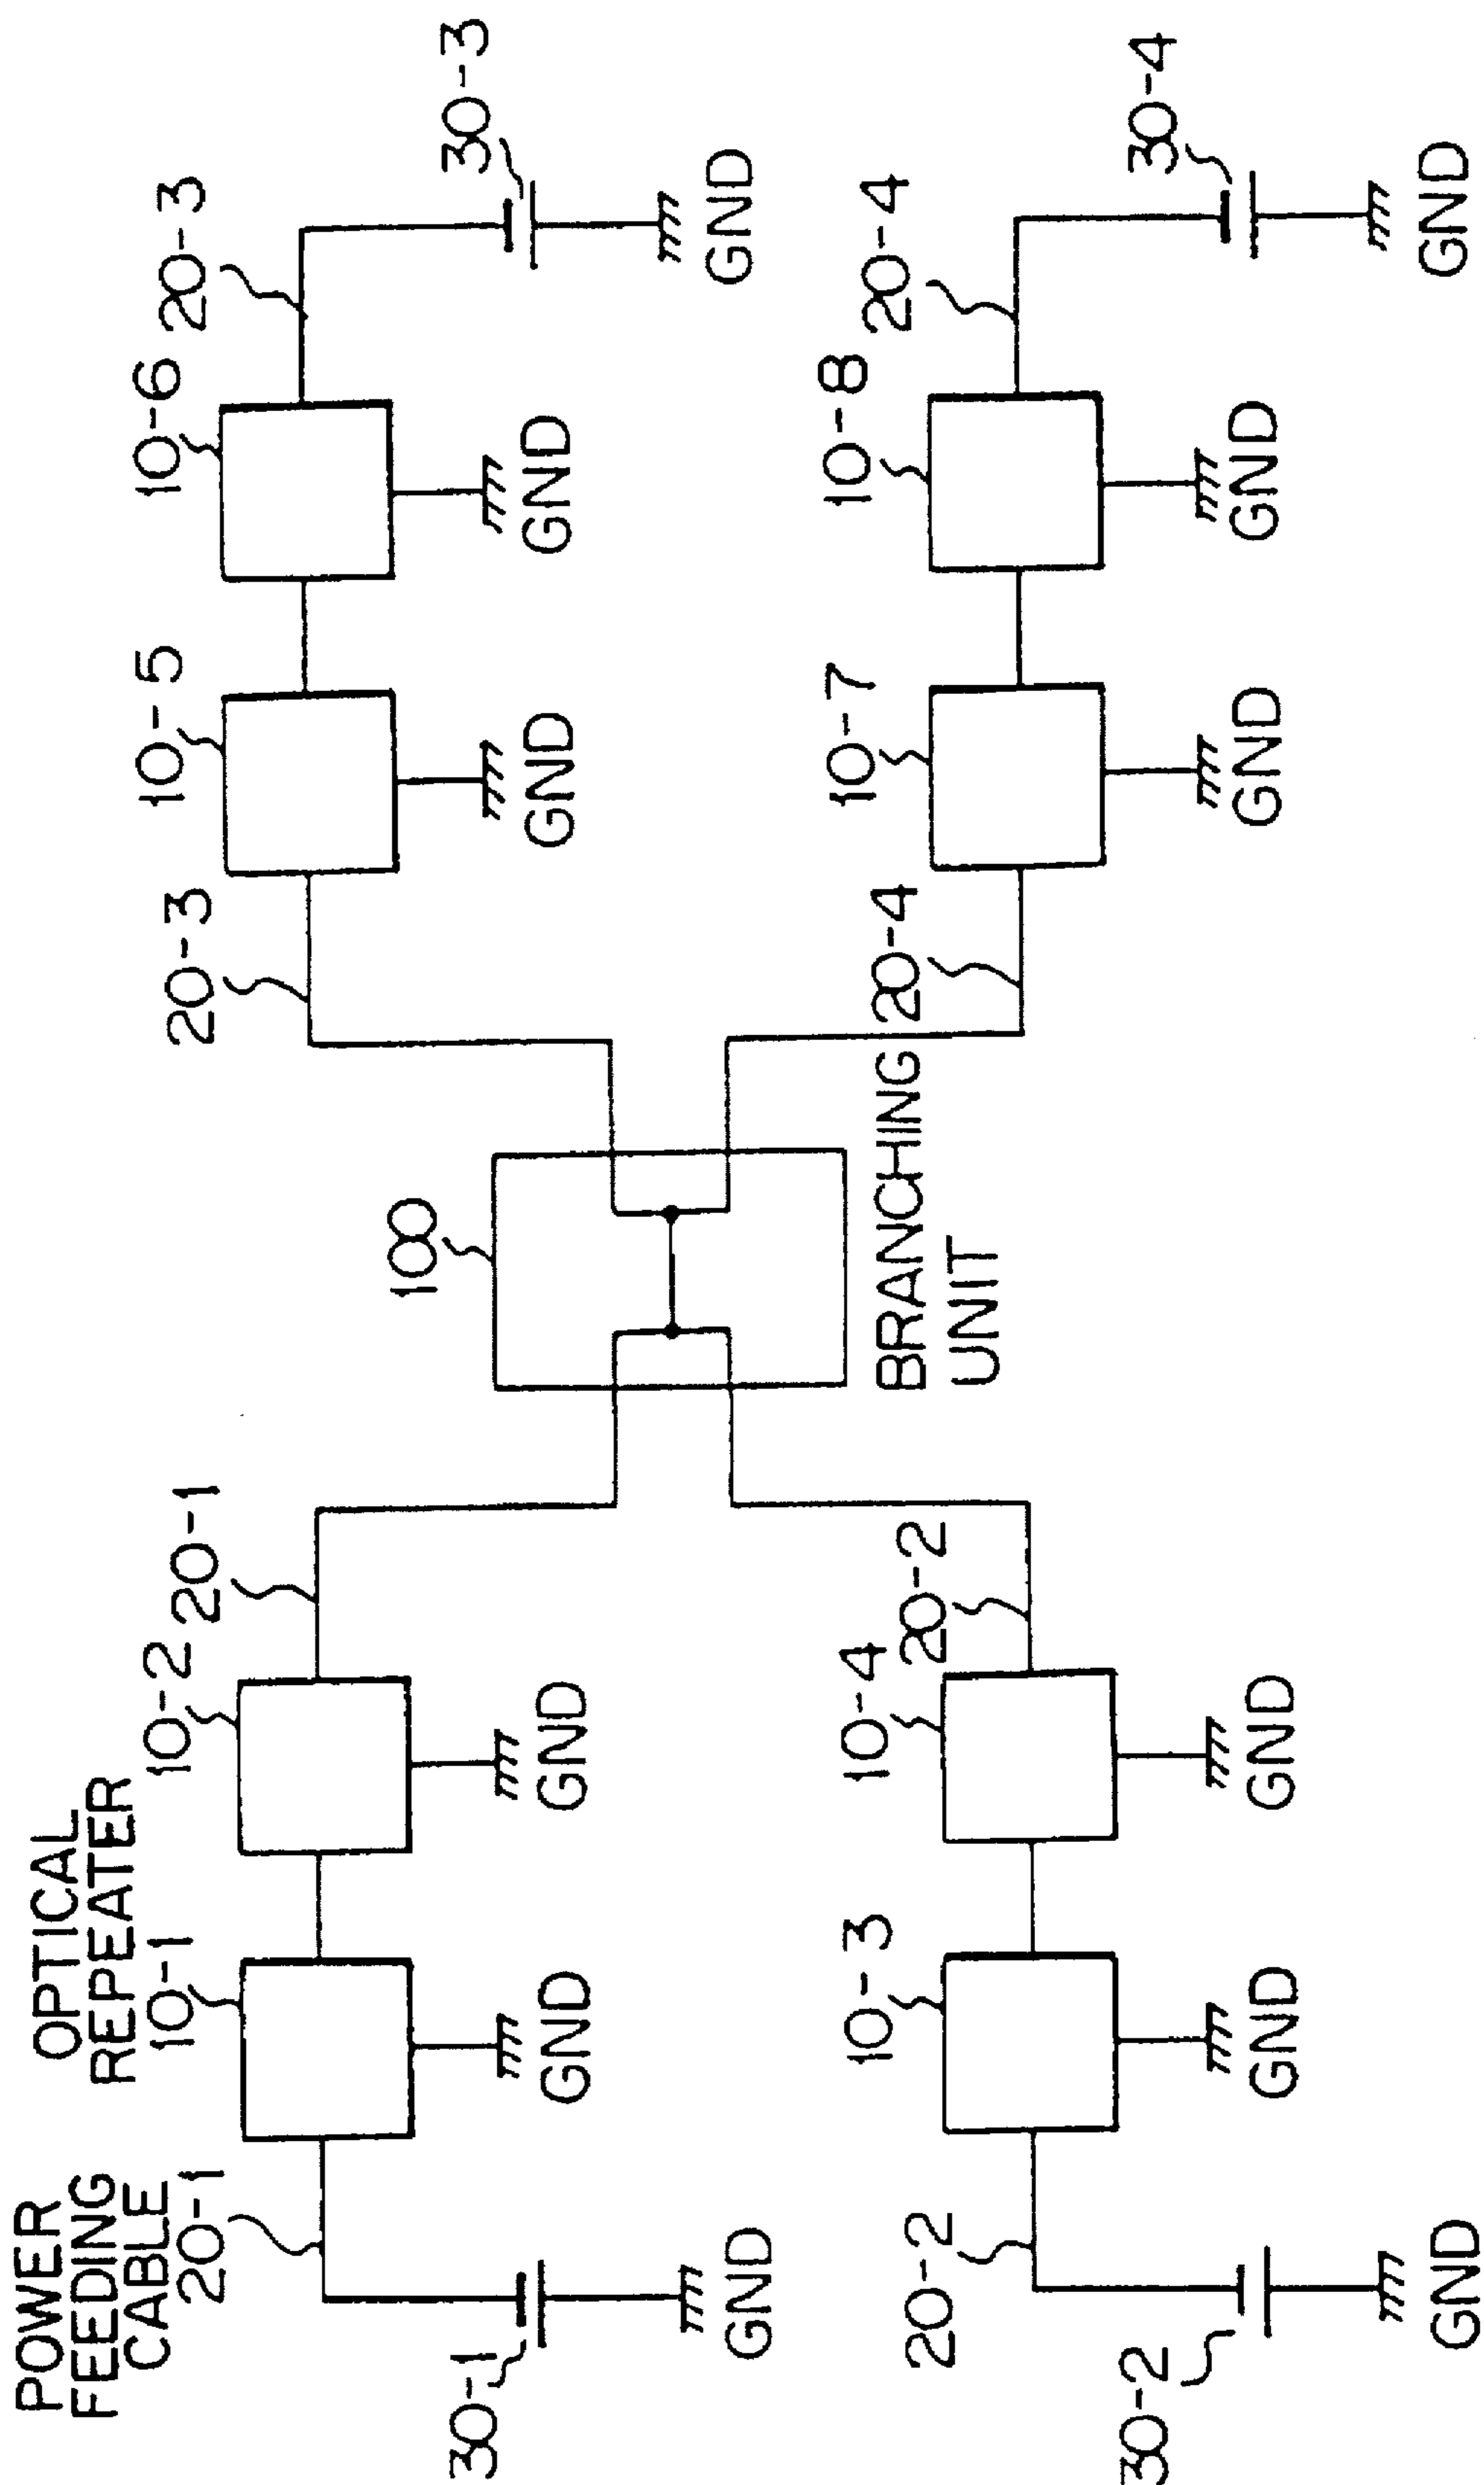 POWER
FEEDING
CABLE
20-1
OPTICAL
REPEATER
10-1
10-2
20-1
100
20-3
10-5
10-6
20-3
30-1
GND
GND
GND
GND
GND
30-3
GND
BRANCHING
UNIT
20-2
10-3
10-4
20-2
20-4
10-7
10-8
20-4
30-2
GND
GND
GND
GND
GND
30-4
GND